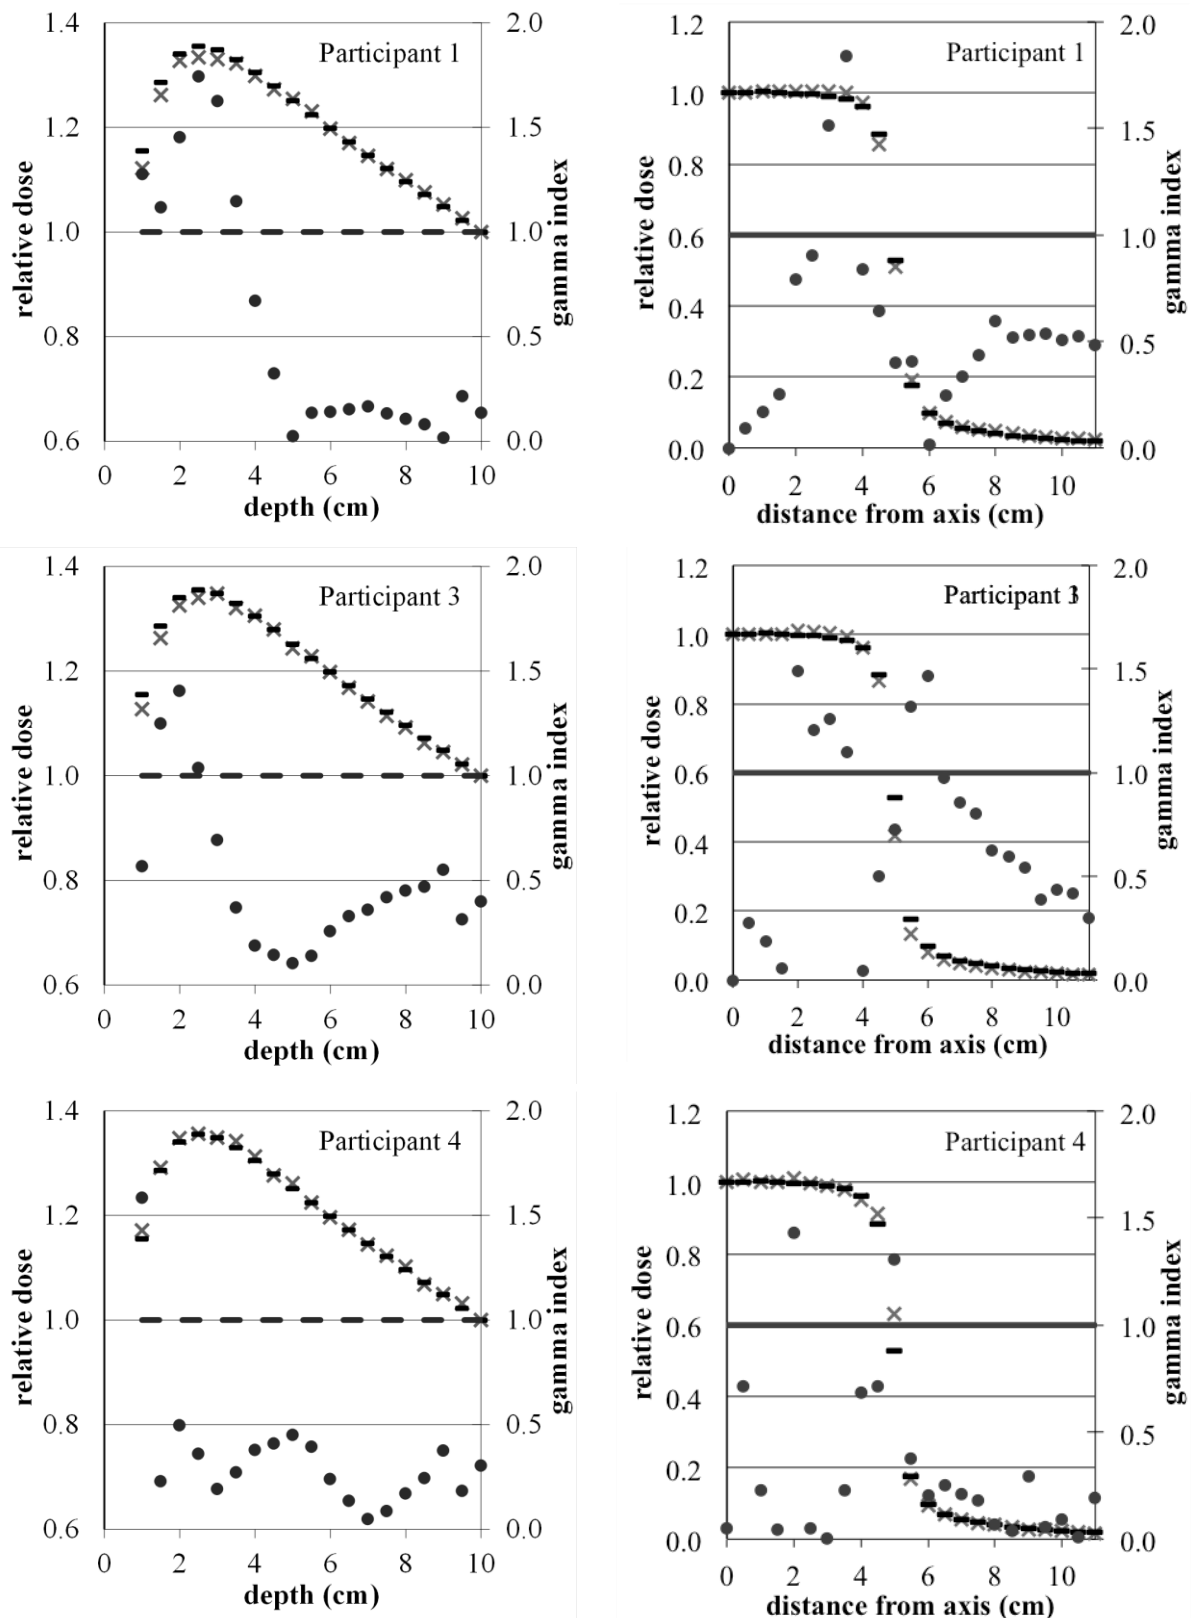 1.4 2.0
Participant 1
1.2 1.5
1.0 1.0
0.8 0.5
0.6 0.0
0 2 4 6 8 10
relative dose
gamma index
depth (cm)
1.2 2.0
Participant 1
1.0
1.5
0.8
0.6 1.0
0.4
0.5
0.2
0.0 0.0
0 2 4 6 8 10
relative dose
gamma index
distance from axis (cm)
1.4 2.0
Participant 3
1.2 1.5
1.0 1.0
0.8 0.5
0.6 0.0
0 2 4 6 8 10
relative dose
gamma index
depth (cm)
1.2 2.0
Participant 3
1.0
1.5
0.8
0.6 1.0
0.4
0.5
0.2
0.0 0.0
0 2 4 6 8 10
relative dose
gamma index
distance from axis (cm)
1.4 2.0
Participant 4
1.2 1.5
1.0 1.0
0.8 0.5
0.6 0.0
0 2 4 6 8 10
relative dose
gamma index
depth (cm)
1.2 2.0
Participant 4
1.0
1.5
0.8
0.6 1.0
0.4
0.5
0.2
0.0 0.0
0 2 4 6 8 10
relative dose
gamma index
distance from axis (cm)